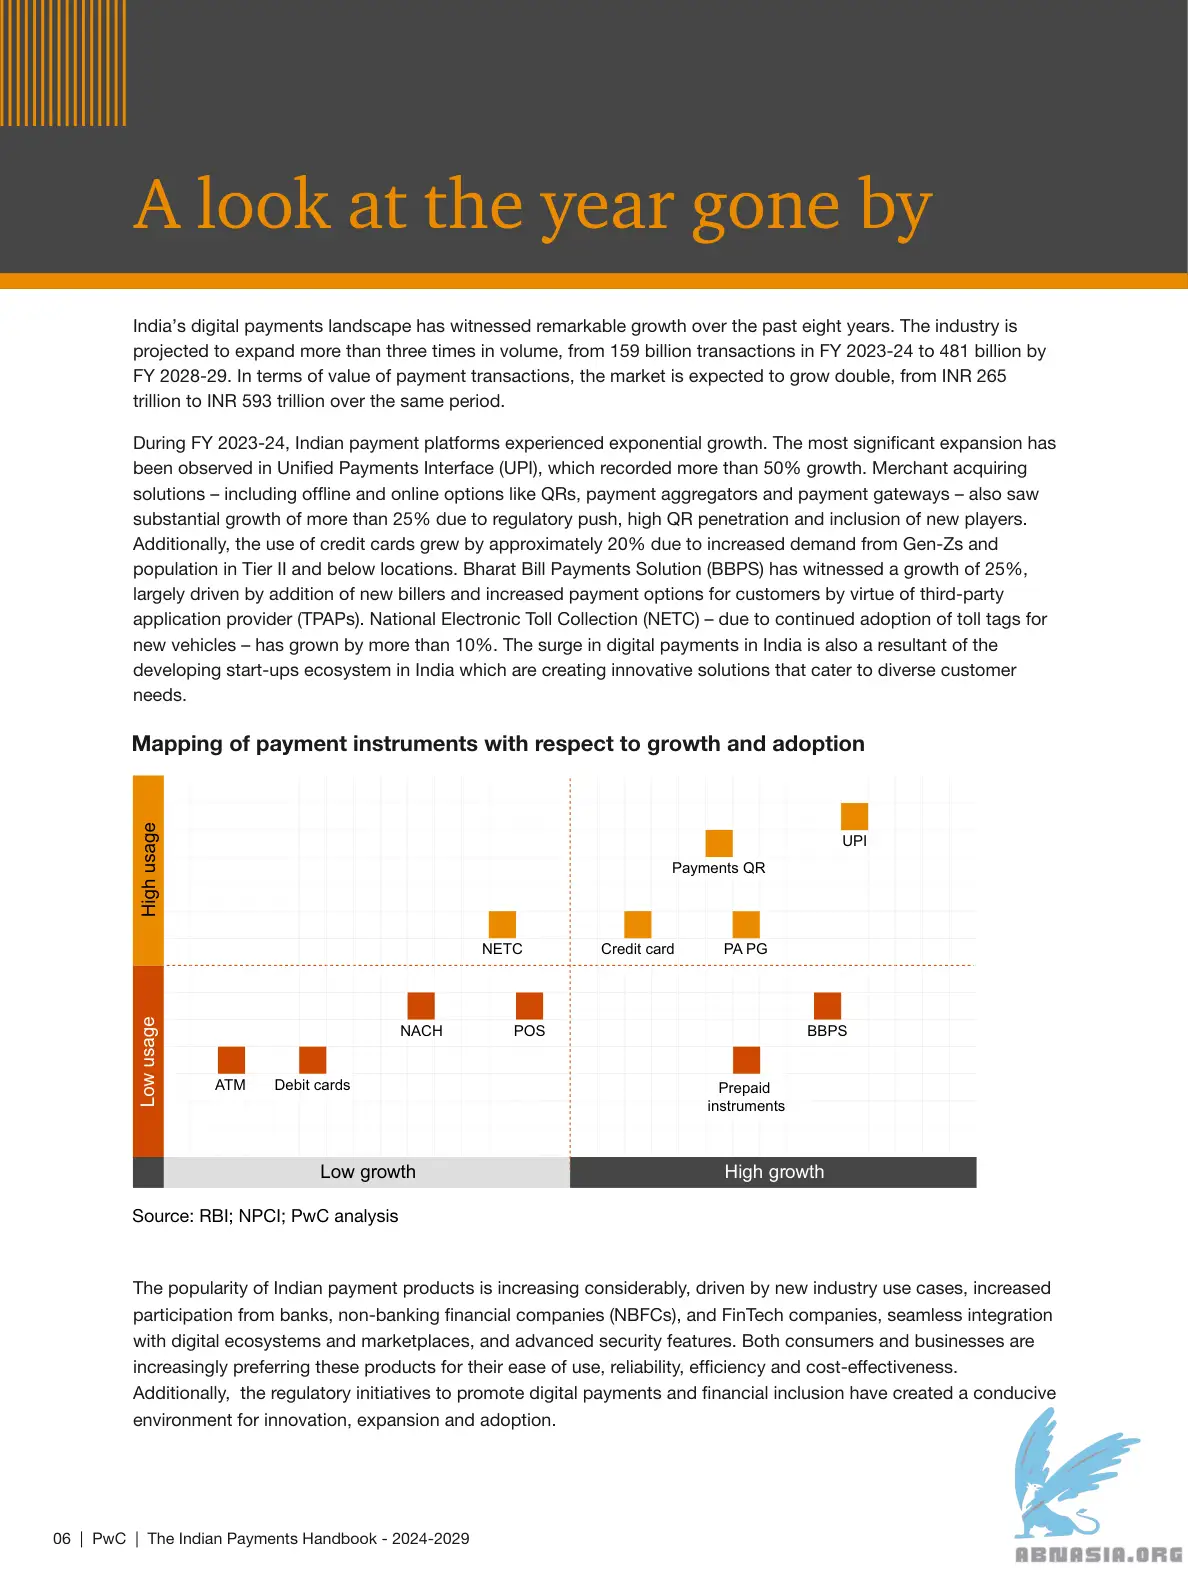 A look at the year gone by
India’s digital payments landscape has witnessed remarkable growth over the past eight years. The industry is
projected to expand more than three times in volume, from 159 billion transactions in FY 2023-24 to 481 billion by
FY 2028-29. In terms of value of payment transactions, the market is expected to grow double, from INR 265
trillion to INR 593 trillion over the same period.
During FY 2023-24, Indian payment platforms experienced exponential growth. The most significant expansion has
been observed in Unified Payments Interface (UPI), which recorded more than 50% growth. Merchant acquiring
solutions – including offline and online options like QRs, payment aggregators and payment gateways – also saw
substantial growth of more than 25% due to regulatory push, high QR penetration and inclusion of new players.
Additionally, the use of credit cards grew by approximately 20% due to increased demand from Gen-Zs and
population in Tier II and below locations. Bharat Bill Payments Solution (BBPS) has witnessed a growth of 25%,
largely driven by addition of new billers and increased payment options for customers by virtue of third-party
application provider (TPAPs). National Electronic Toll Collection (NETC) – due to continued adoption of toll tags for
new vehicles – has grown by more than 10%. The surge in digital payments in India is also a resultant of the
developing start-ups ecosystem in India which are creating innovative solutions that cater to diverse customer
needs.
Mapping of payment instruments with respect to growth and adoption
High usage
UPI
Payments QR
NETC
Credit card
PA PG
Low usage
NACH
POS
BBPS
ATM
Debit cards
Prepaid
instruments
Low growth
High growth
Source: RBI; NPCI; PwC analysis
The popularity of Indian payment products is increasing considerably, driven by new industry use cases, increased
participation from banks, non-banking financial companies (NBFCs), and FinTech companies, seamless integration
with digital ecosystems and marketplaces, and advanced security features. Both consumers and businesses are
increasingly preferring these products for their ease of use, reliability, efficiency and cost-effectiveness.
Additionally,  the regulatory initiatives to promote digital payments and financial inclusion have created a conducive
environment for innovation, expansion and adoption.
06 | PwC | The Indian Payments Handbook - 2024-2029
ABNASIA.ORG